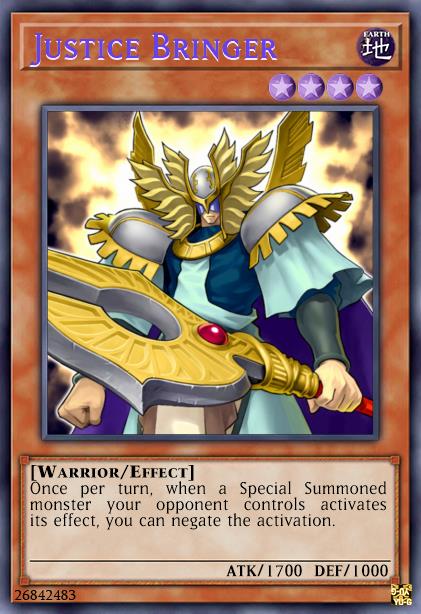 Justice Bringer
EARTH
地
[Warrior/Effect]
Once per turn, when a Special Summoned
monster your opponent controls activates
its effect, you can negate the activation.
ATK/1700 DEF/1000
26842483